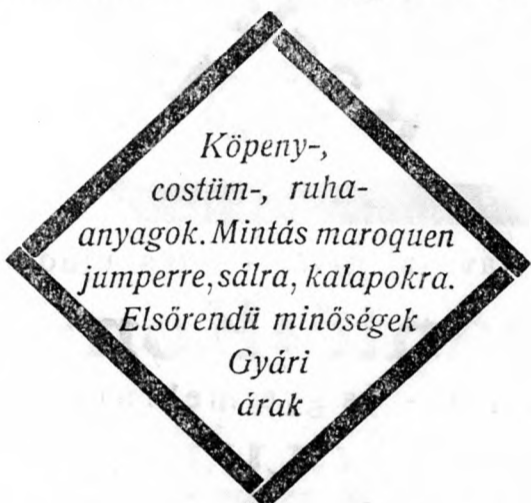 Köpeny-,
costüm-, ruha-
anyagok. Mintás maroquen
jumperre, sálra, kalapokra.
Elsőrendü minőségek
Gyári
árak